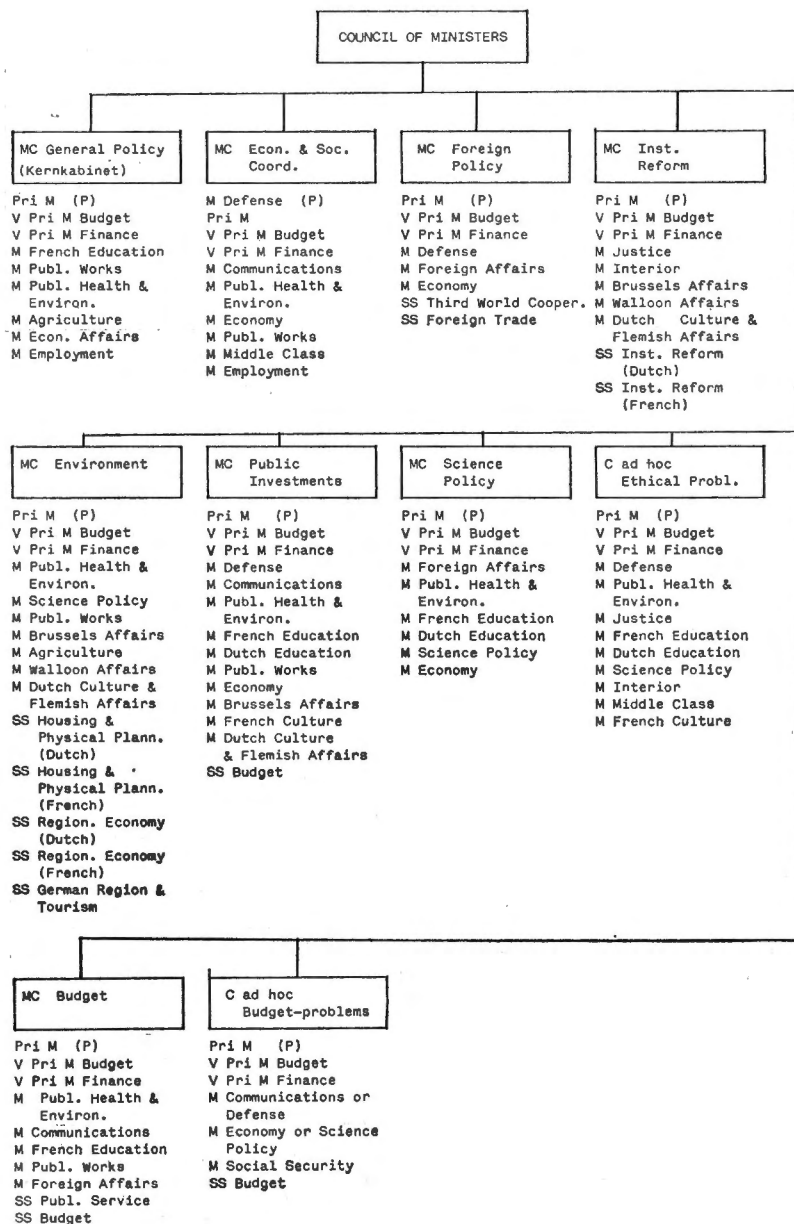 COUNCIL OF MINISTERS
MC General Policy
(Kernkabinet)
Pri M (P)
V Pri M Budget
V Pri M Finance
M French Education
M Publ. Works
M Publ. Health &
Environ.
M Agriculture
M Econ. Affairs
M Employment
MC Econ. & Soc.
Coord.
M Defense (P)
Pri M
V Pri M Budget
V Pri M Finance
M Communications
M Publ. Health &
Environ.
M Economy
M Publ. Works
M Middle Class
M Employment
MC Foreign
Policy
Pri M (P)
V Pri M Budget
V Pri M Finance
M Defense
M Foreign Affairs
M Economy
SS Third World Cooper.
SS Foreign Trade
MC Inst.
Reform
Pri M (P)
V Pri M Budget
V Pri M Finance
M Justice
M Interior
M Brussels Affairs
M Walloon Affairs
M Dutch Culture &
Flemish Affairs
SS Inst. Reform
(Dutch)
SS Inst. Reform
(French)
MC Environment
Pri M (P)
V Pri M Budget
V Pri M Finance
M Publ. Health &
Environ.
M Science Policy
M Publ. Works
M Brussels Affairs
M Agriculture
M Walloon Affairs
M Dutch Culture &
Flemish Affairs
SS Housing &
Physical Plann.
(Dutch)
SS Housing &
Physical Plann.
(French)
SS Region. Economy
(Dutch)
SS Region. Economy
(French)
SS German Region &
Tourism
MC Public
Investments
Pri M (P)
V Pri M Budget
V Pri M Finance
M Defense
M Communications
M Publ. Health &
Environ.
M French Education
M Dutch Education
M Publ. Works
M Economy
M Brussels Affairs
M French Culture
M Dutch Culture
& Flemish Affairs
SS Budget
MC Science
Policy
Pri M (P)
V Pri M Budget
V Pri M Finance
M Foreign Affairs
M Publ. Health &
Environ.
M French Education
M Dutch Education
M Science Policy
M Economy
C ad hoc
Ethical Probl.
Pri M (P)
V Pri M Budget
V Pri M Finance
M Defense
M Publ. Health &
Environ.
M Justice
M French Education
M Dutch Education
M Science Policy
M Interior
M Middle Class
M French Culture
MC Budget
Pri M (P)
V Pri M Budget
V Pri M Finance
M Publ. Health &
Environ.
M Communications
M French Education
M Publ. Works
M Foreign Affairs
SS Publ. Service
SS Budget
C ad hoc
Budget-problems
Pri M (P)
V Pri M Budget
V Pri M Finance
M Communications or
Defense
M Economy or Science
Policy
M Social Security
SS Budget